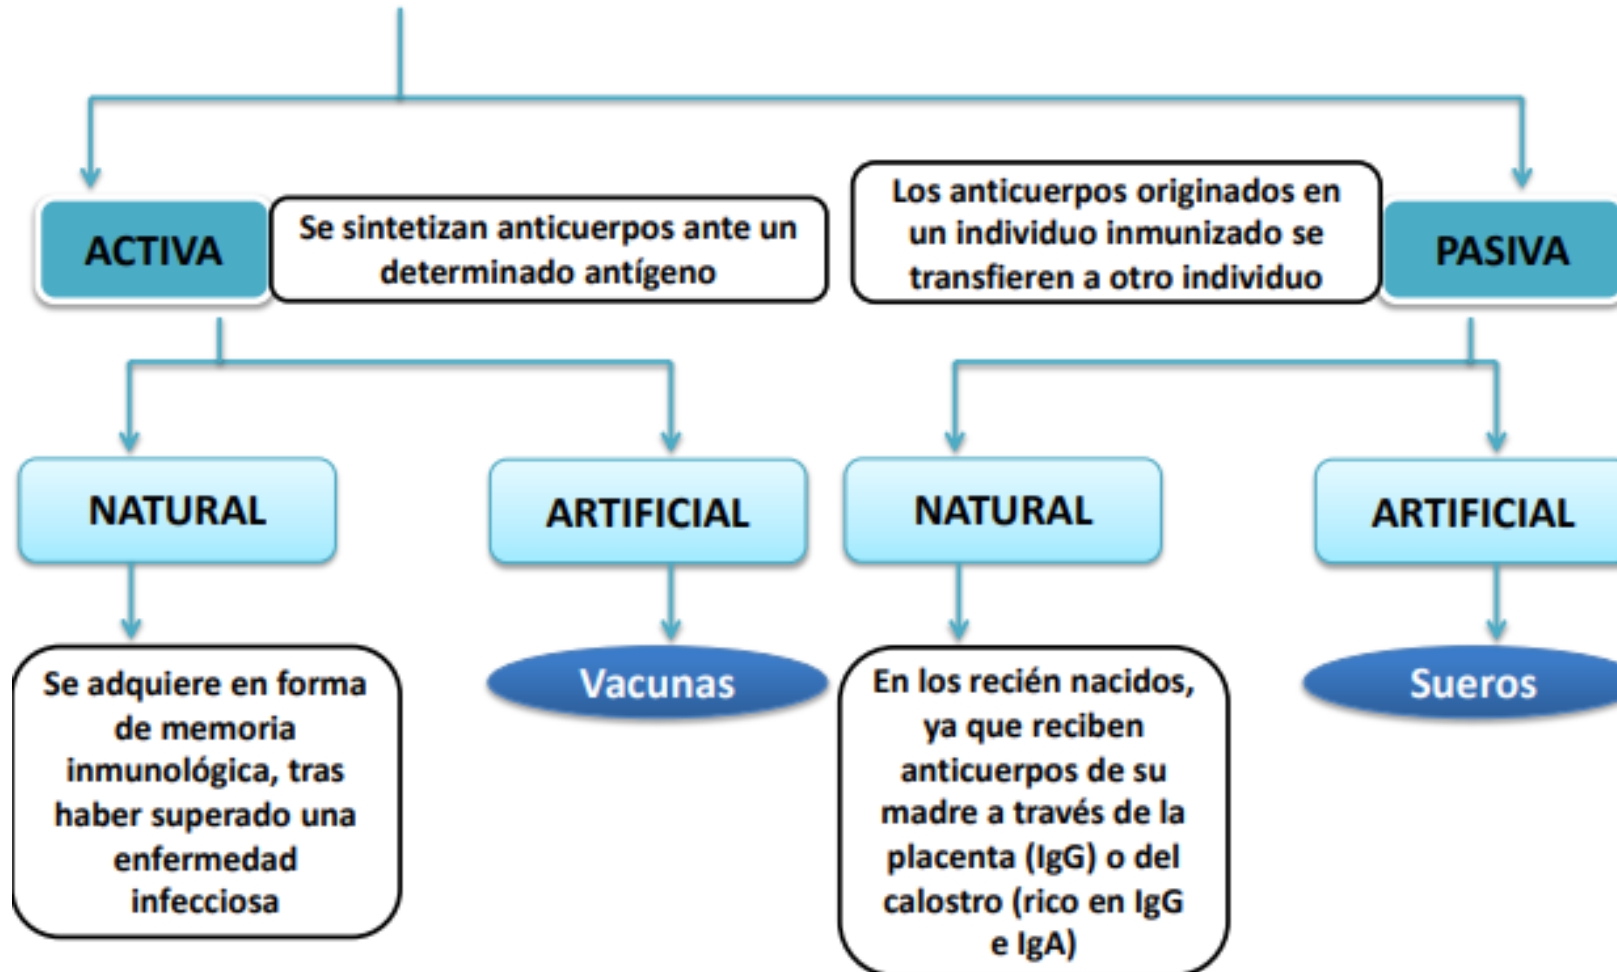 ACTIVA
Se sintetizan anticuerpos ante un
determinado antígeno
Los anticuerpos originados en
un individuo inmunizado se
transfieren a otro individuo
PASIVA
NATURAL
ARTIFICIAL
NATURAL
ARTIFICIAL
Se adquiere en forma
de memoria
inmunológica, tras
haber superado una
enfermedad
infecciosa
Vacunas
En los recién nacidos,
ya que reciben
anticuerpos de su
madre a través de la
placenta (IgG) o del
calostro (rico en IgG
e IgA)
Sueros